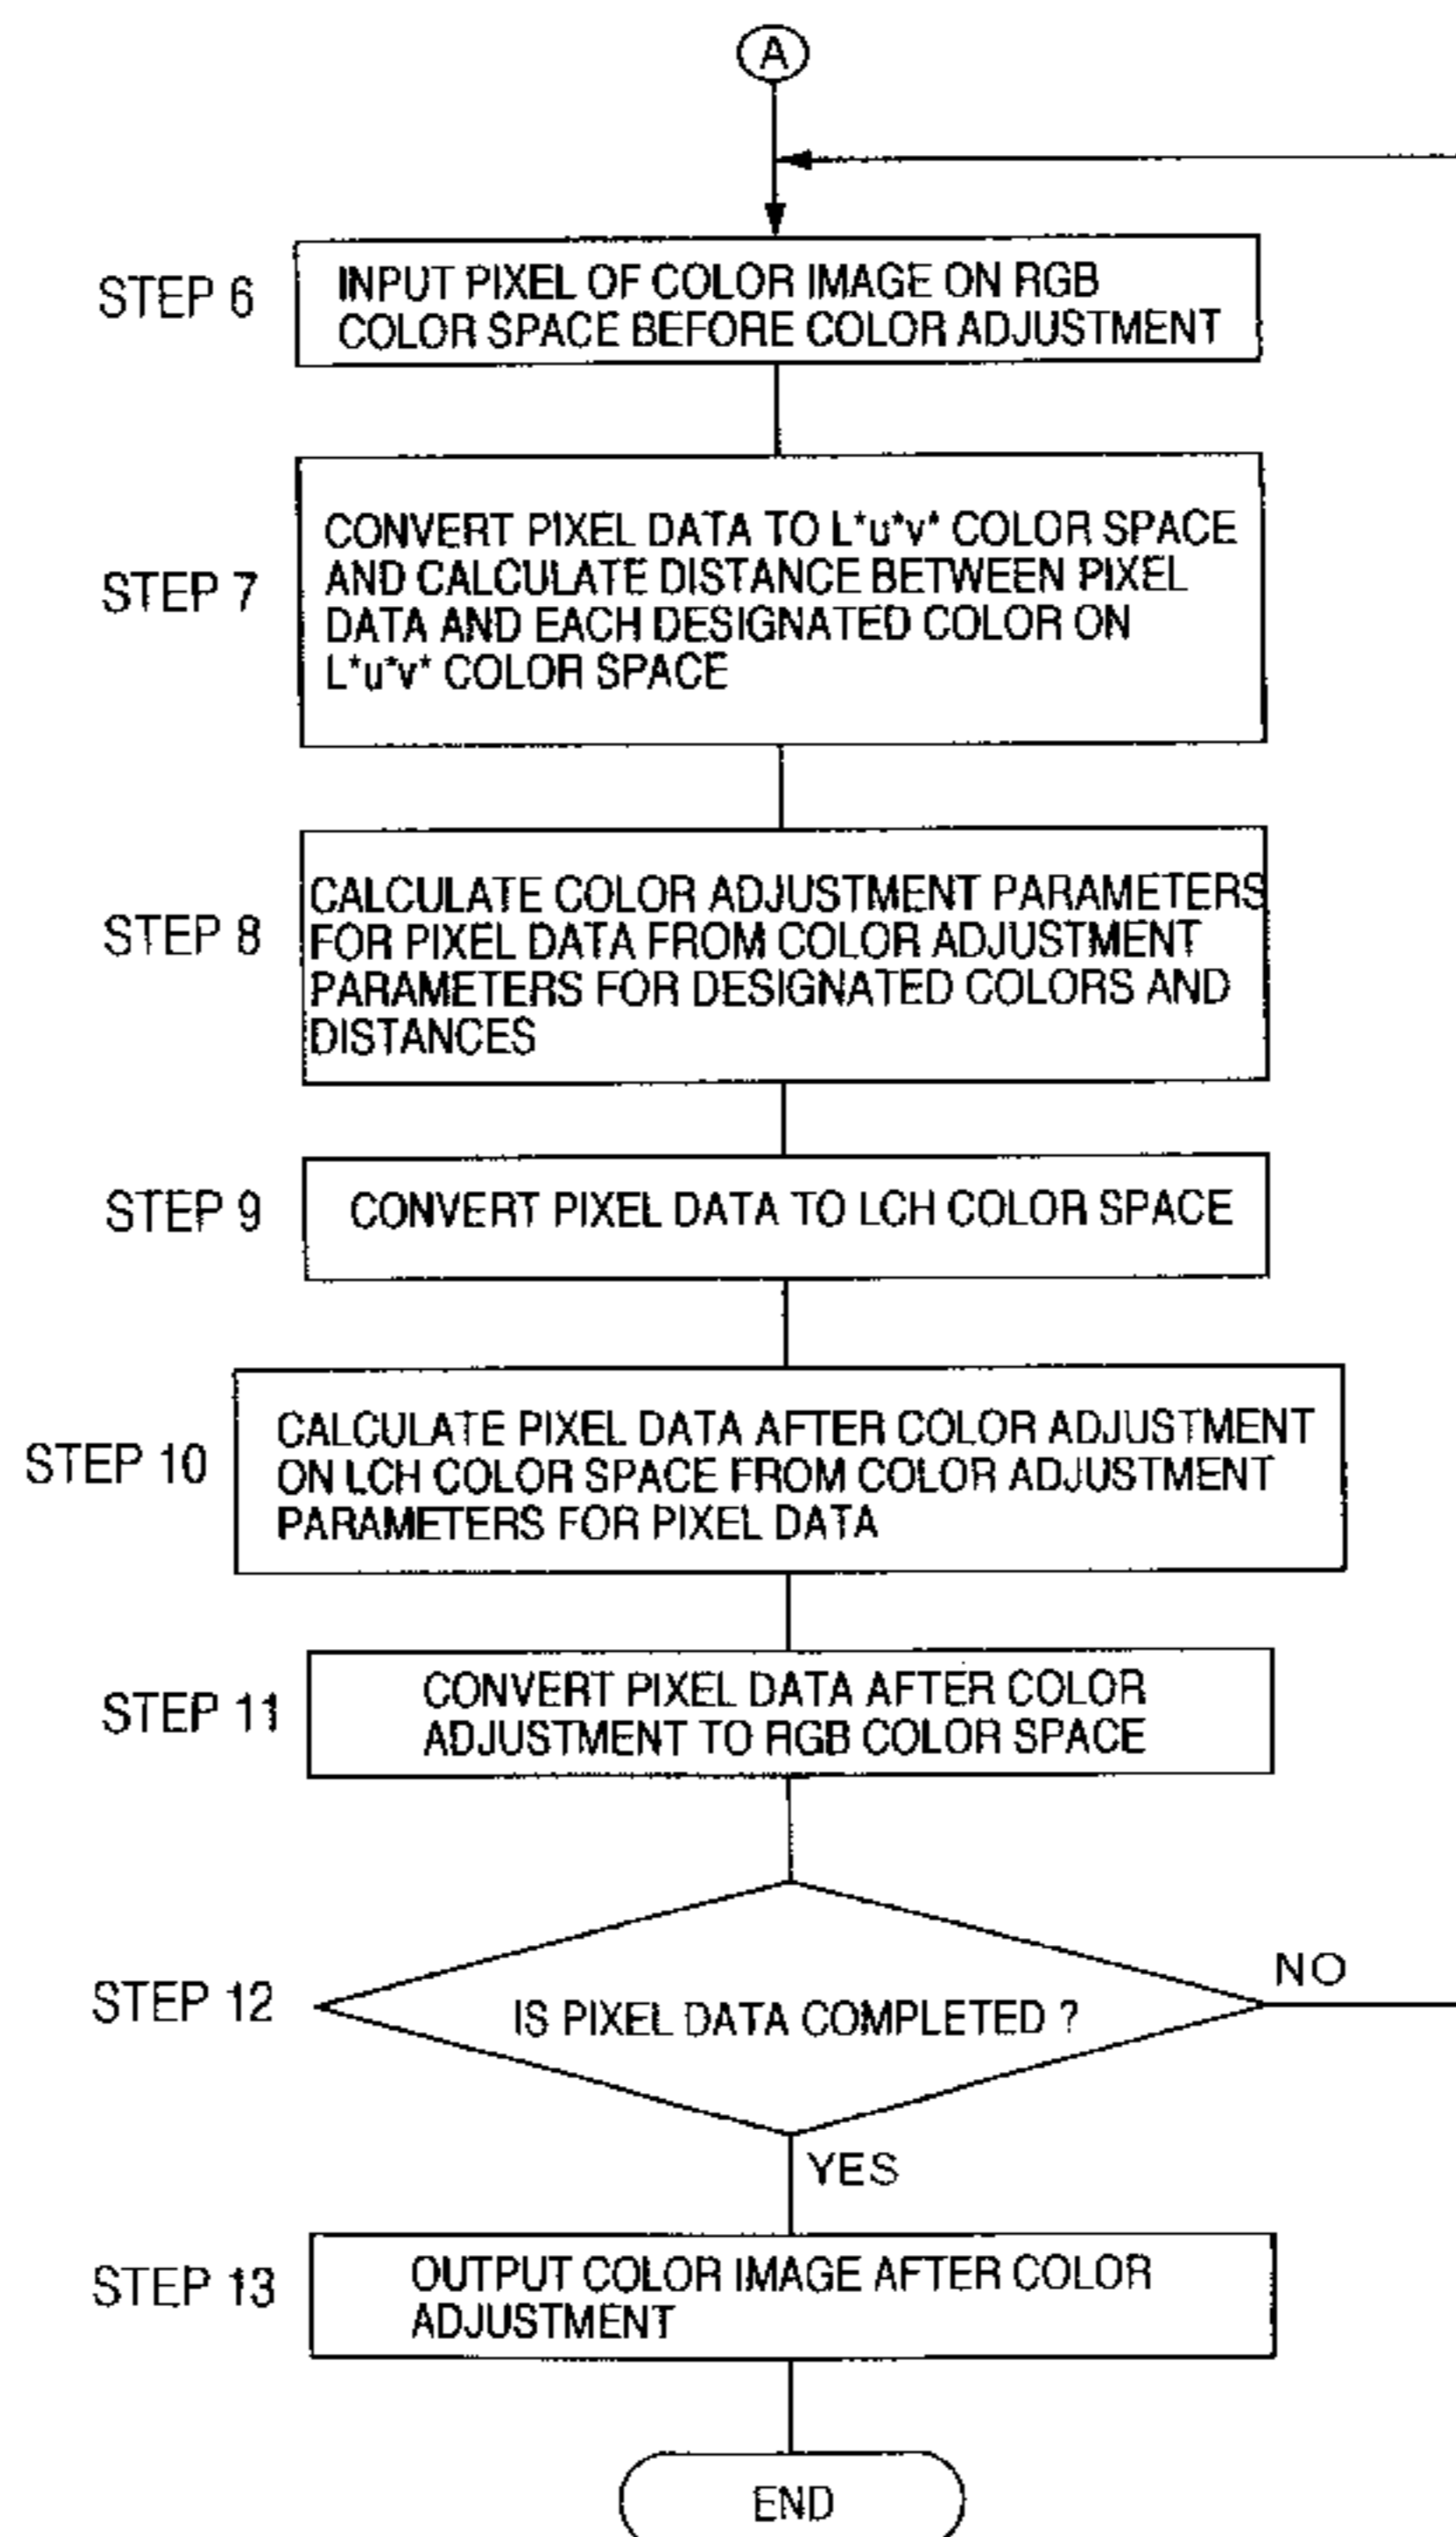 A
STEP 6
INPUT PIXEL OF COLOR IMAGE ON RGB
COLOR SPACE BEFORE COLOR ADJUSTMENT
STEP 7
CONVERT PIXEL DATA TO L*u*v* COLOR SPACE
AND CALCULATE DISTANCE BETWEEN PIXEL
DATA AND EACH DESIGNATED COLOR ON
L*u*v* COLOR SPACE
STEP 8
CALCULATE COLOR ADJUSTMENT PARAMETERS
FOR PIXEL DATA FROM COLOR ADJUSTMENT
PARAMETERS FOR DESIGNATED COLORS AND
DISTANCES
STEP 9
CONVERT PIXEL DATA TO LCH COLOR SPACE
STEP 10
CALCULATE PIXEL DATA AFTER COLOR ADJUSTMENT
ON LCH COLOR SPACE FROM COLOR ADJUSTMENT
PARAMETERS FOR PIXEL DATA
STEP 11
CONVERT PIXEL DATA AFTER COLOR
ADJUSTMENT TO RGB COLOR SPACE
STEP 12
IS PIXEL DATA COMPLETED ?
NO
YES
STEP 13
OUTPUT COLOR IMAGE AFTER COLOR
ADJUSTMENT
END